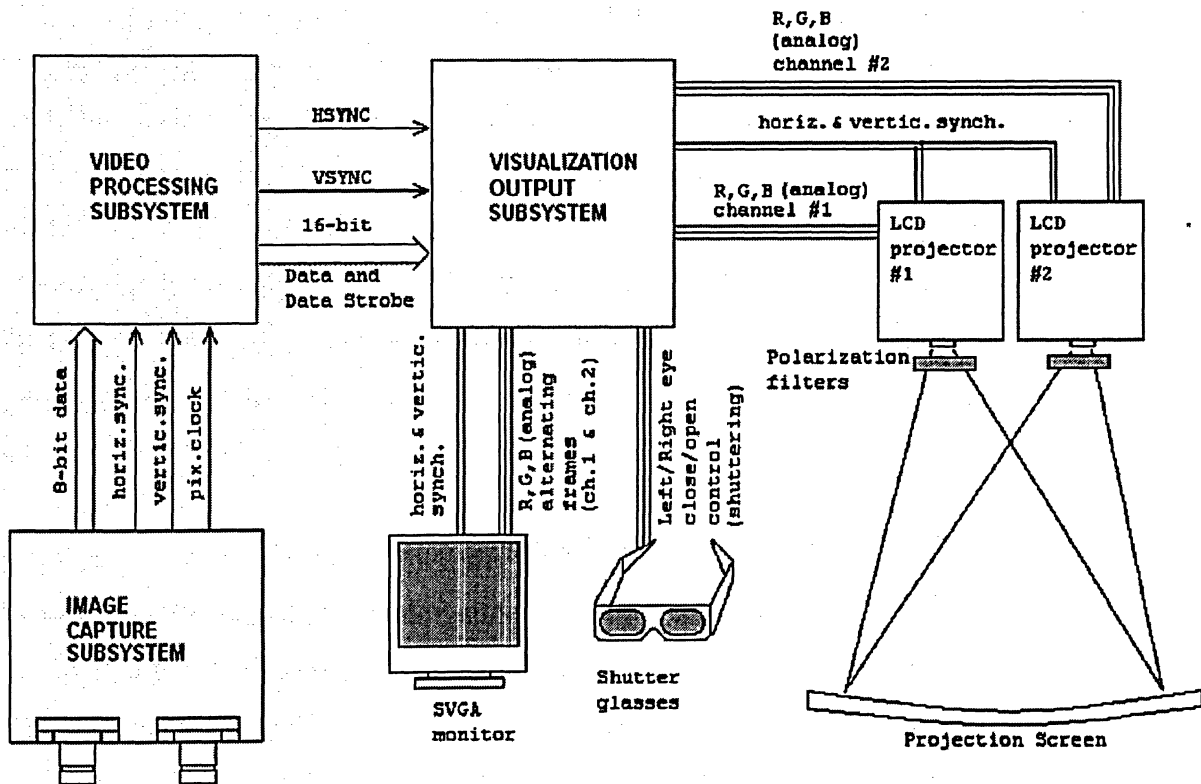 R,G,B
(analog)
channel #2
HSYNC
horiz.& vertic.synch.
VIDEO
PROCESSING
SUBSYSTEM
VISUALIZATION
OUTPUT
SUBSYSTEM
VSYNC
R,G,B (analog)
channel #1
16-bit
LCD
projector
#1
LCD
projector
#2
Data and
Data Strobe
8-bit data
horiz.sync.
vertic.sync.
pix.clock
horiz.& vertic.
synch.
R,G,B (analog)
alternating
frames
(ch.1 & ch.2)
Left/Right eye
close/open
control
(shuttering)
Polarization
filters
IMAGE
CAPTURE
SUBSYSTEM
Shutter
glasses
SVGA
monitor
Projection Screen